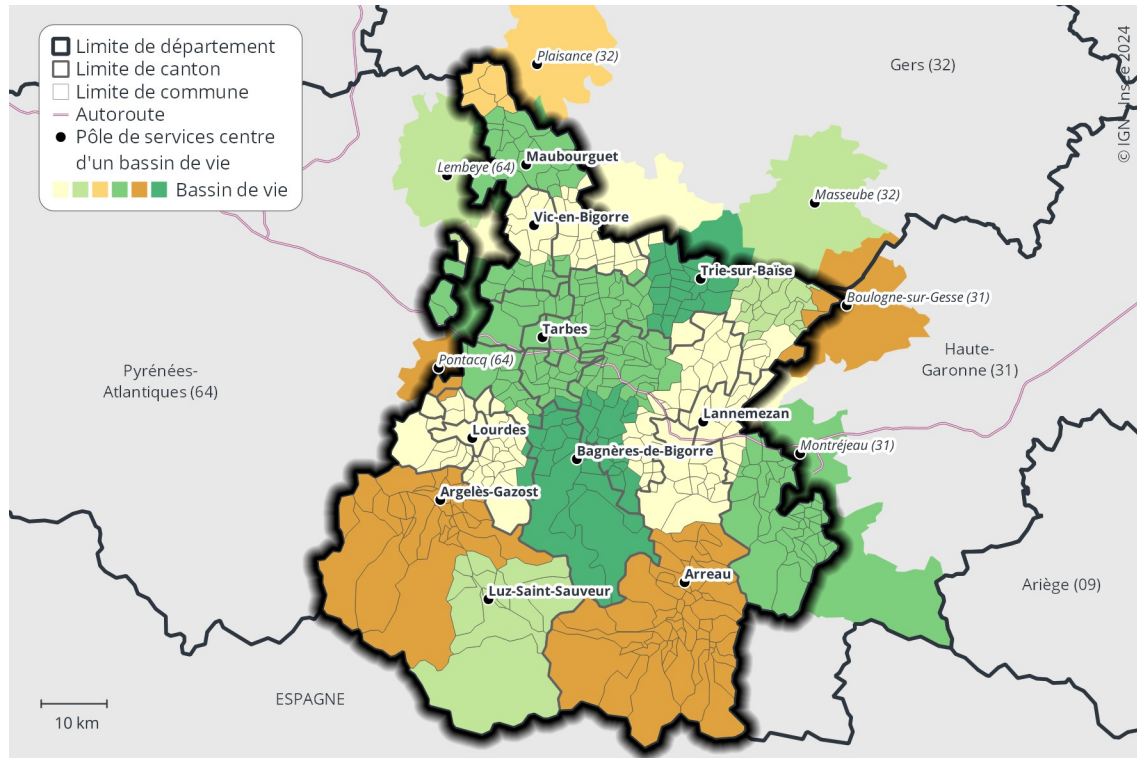 Limite de département
Limite de canton
Limite de commune
Autoroute
Pôle de services centre
d'un bassin de vie
Bassin de vie
Plaisance (32)
Gers (32)
© IGN - Insee 2024
Maubourguet
Lembeye (64)
Masseube (32)
Vic-en-Bigorre
Trie-sur-Baïse
Boulogne-sur-Gesse (31)
Tarbes
Pontacq (64)
Pyrénées-
Atlantiques (64)
Haute-
Garonne (31)
Lannemezan
Lourdes
Bagnères-de-Bigorre
Montréjeau (31)
Argelès-Gazost
Arreau
Luz-Saint-Sauveur
Ariège (09)
ESPAGNE
10 km